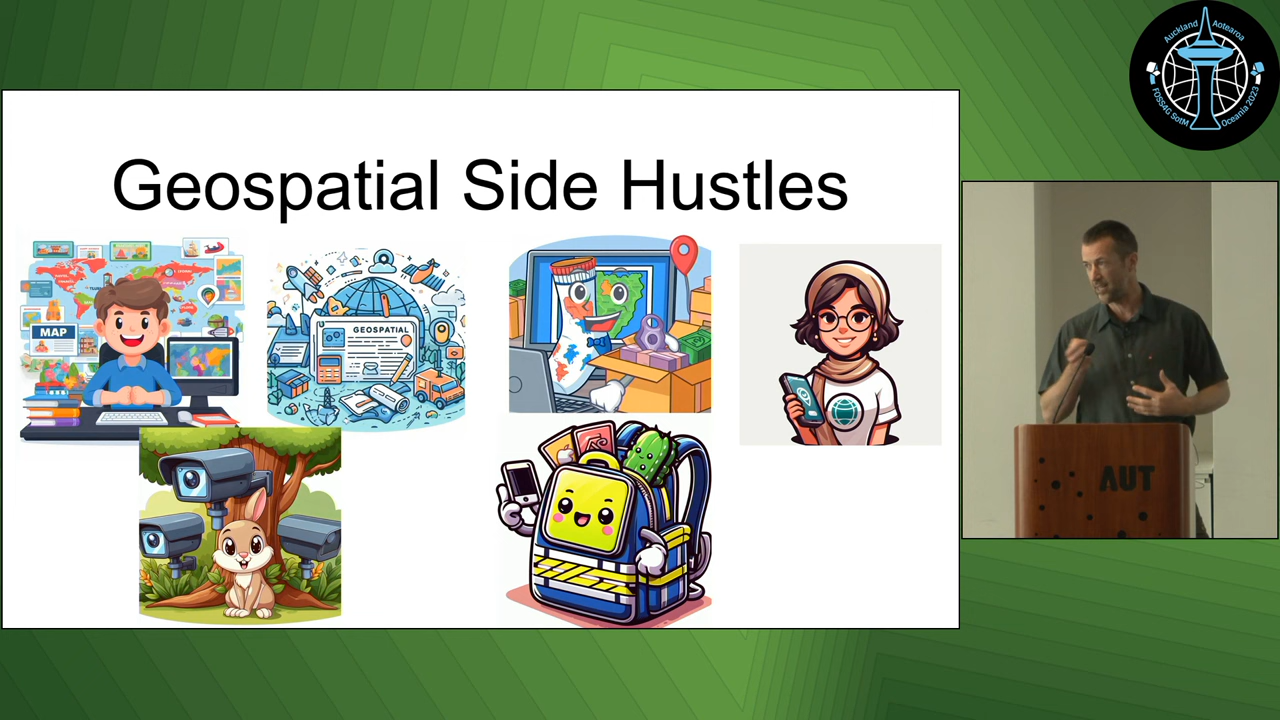 Geospatial Side Hustles
MAP
GEOSPATIAL
Auckland Aotearoa
FOSS4G SotM Oceania 2023
AUT